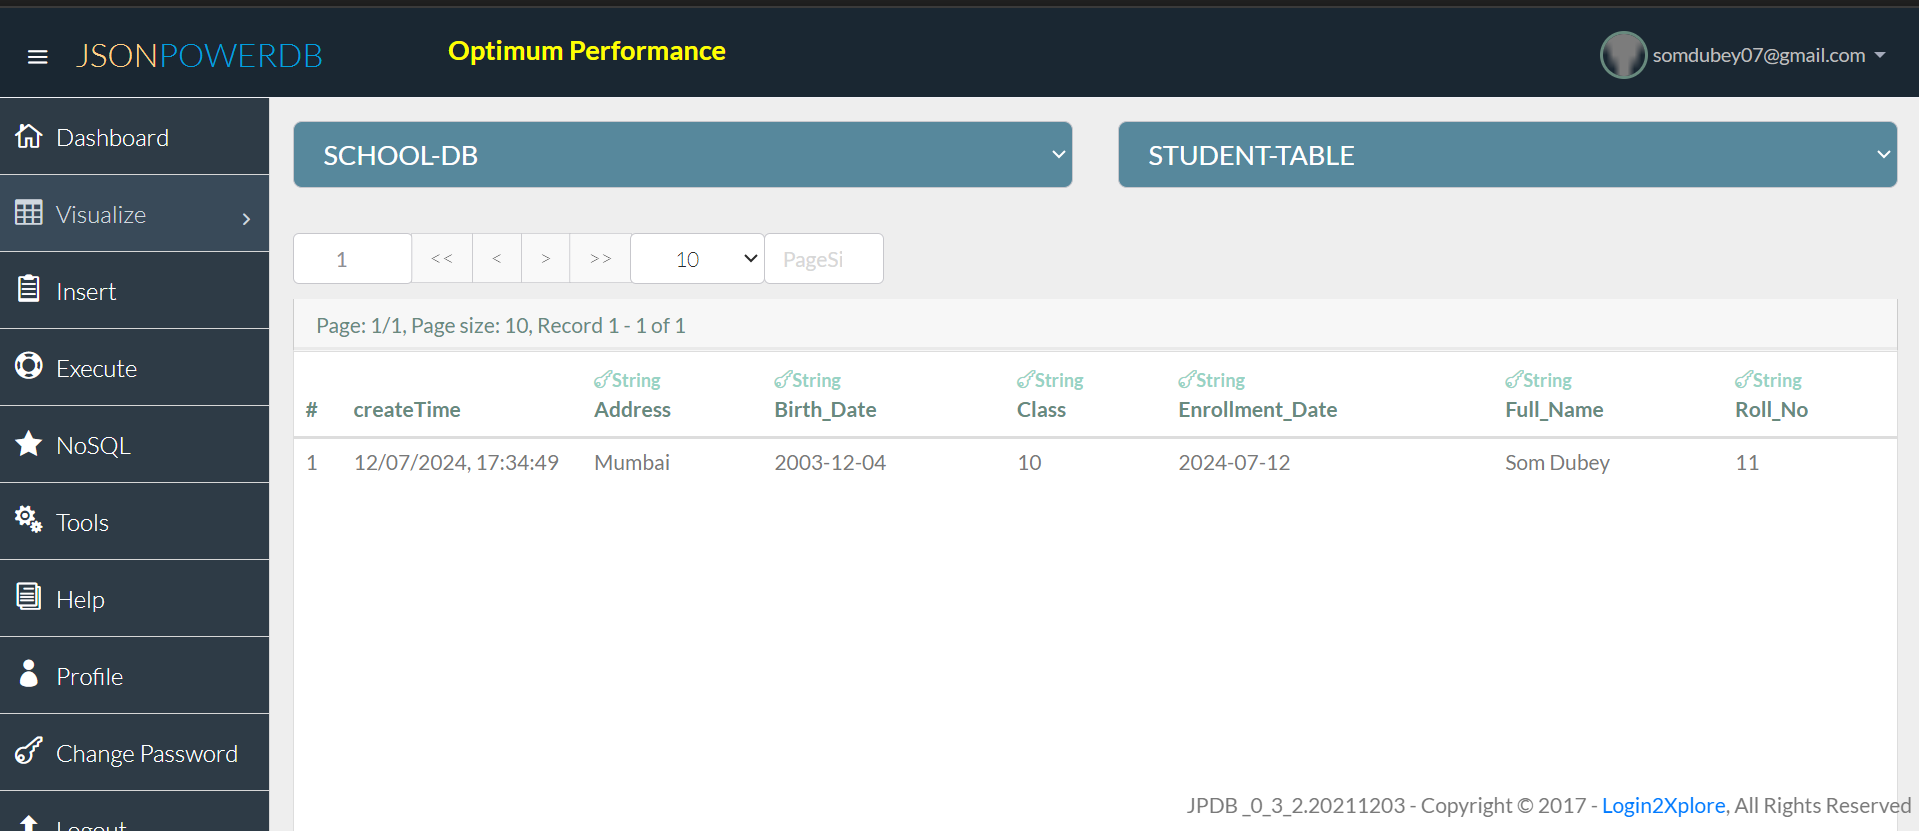 JSONPOWERDB
Optimum Performance
somdubey07@gmail.com
Dashboard
Visualize
Insert
Execute
NoSQL
Tools
Help
Profile
Change Password
Logout
SCHOOL-DB
STUDENT-TABLE
1 << < > >> 10 PageSi
Page: 1/1, Page size: 10, Record 1 - 1 of 1
String String String String String String
# createTime Address Birth_Date Class Enrollment_Date Full_Name Roll_No
1 12/07/2024, 17:34:49 Mumbai 2003-12-04 10 2024-07-12 Som Dubey 11
JPDB_0_3_2.20211203 - Copyright © 2017 - Login2Xplore, All Rights Reserved